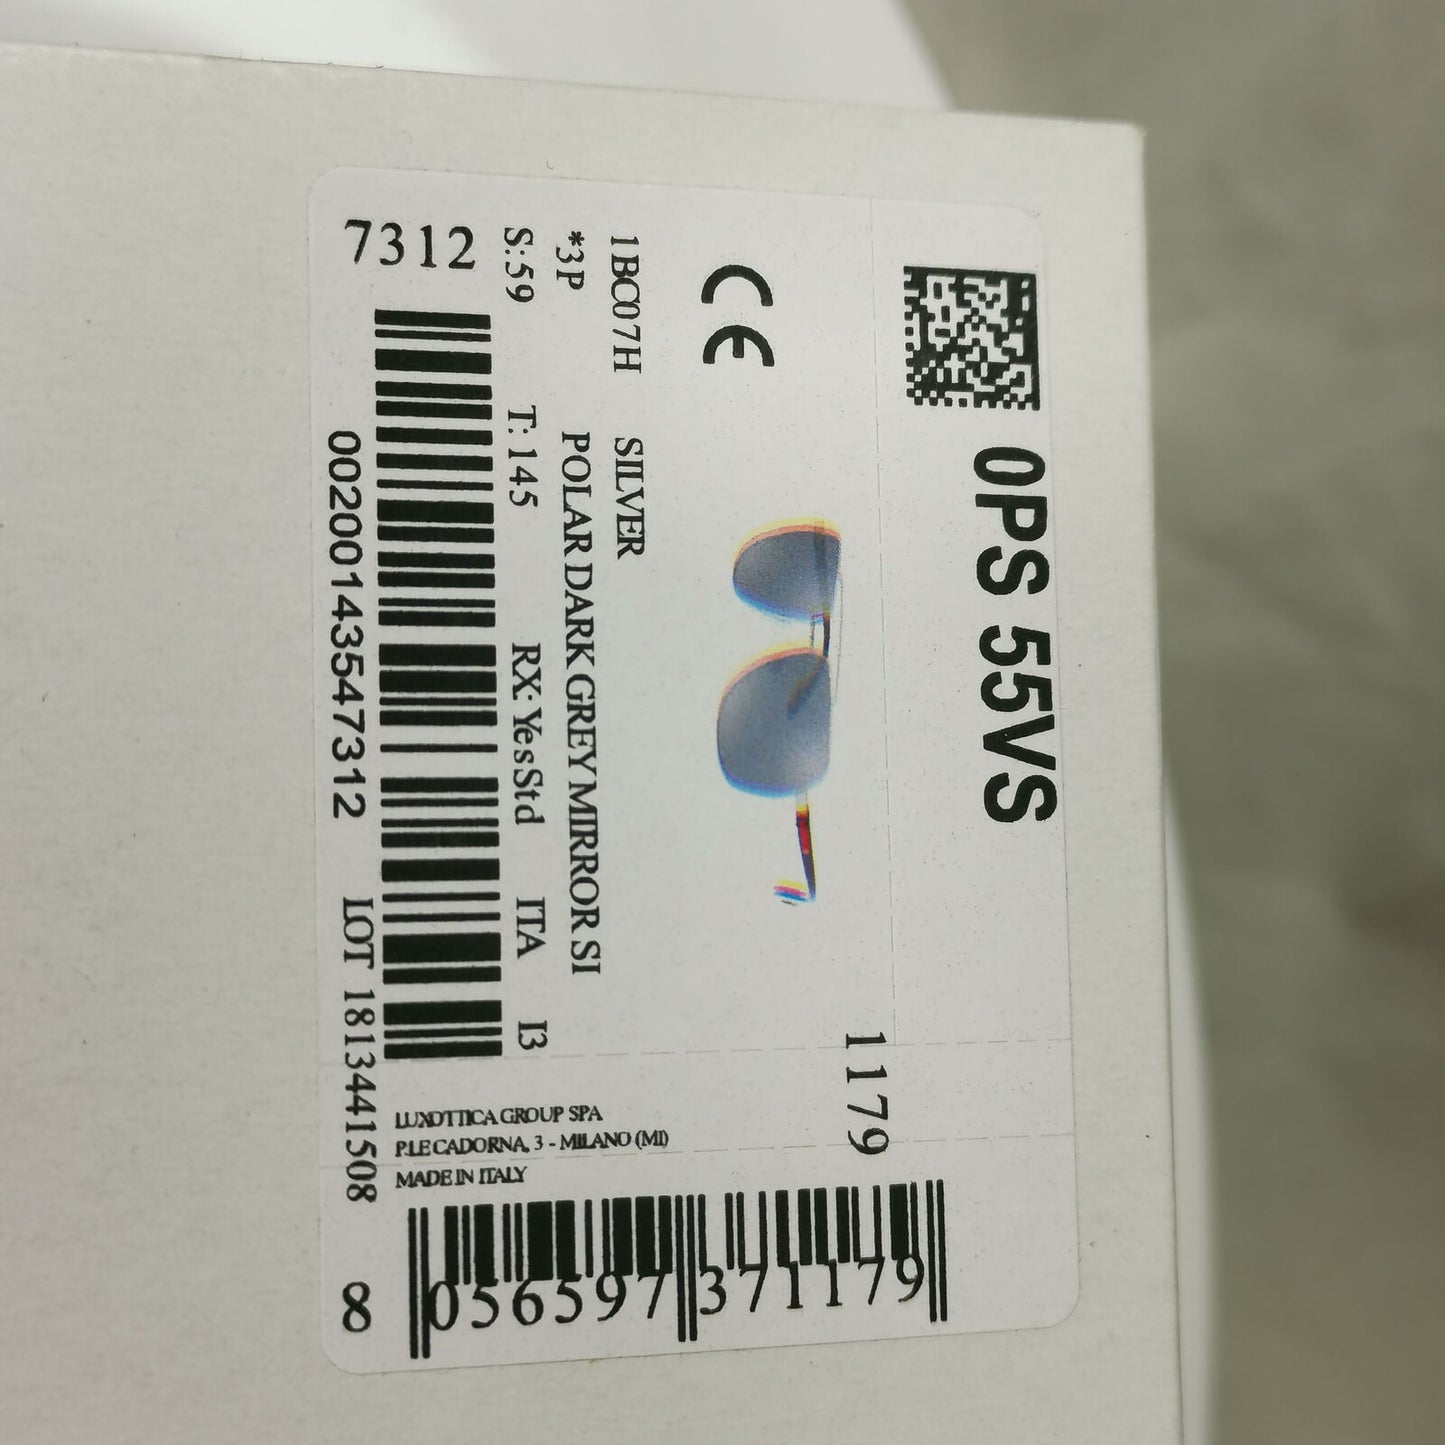 0PS 55VS
1179
CE
1BC07H SILVER
*3P POLAR DARK GREY MIRROR SI
S:59 T: 145 RX: YesStd ITA I3
7312
00200143547312 LOT 1813441508
LUXOTTICA GROUP SPA
P.LE CADORNA, 3 - MILANO (MI)
MADE IN ITALY
8 056597 371179